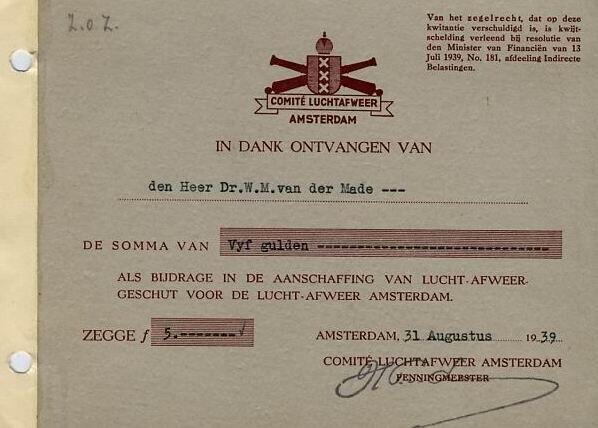 Z.O.Z.
Van het zegelrecht, dat op deze
kwitantie verschuldigd is, is kwijt-
schelding verleend bij resolutie van
den Minister van Financiën van 13
Juli 1939, No. 181, afdeeling Indirecte
Belastingen.
COMITÉ LUCHTAFWEER
AMSTERDAM
IN DANK ONTVANGEN VAN
den Heer Dr.W.M.van der Made ---
DE SOMMA VAN Vyf gulden ------------------------------
ALS BIJDRAGE IN DE AANSCHAFFING VAN LUCHT-AFWEER-
GESCHUT VOOR DE LUCHT-AFWEER AMSTERDAM.
ZEGGE f 5.-------
AMSTERDAM, 31 Augustus 1939.
COMITÉ LUCHTAFWEER AMSTERDAM
PENNINGMEESTER